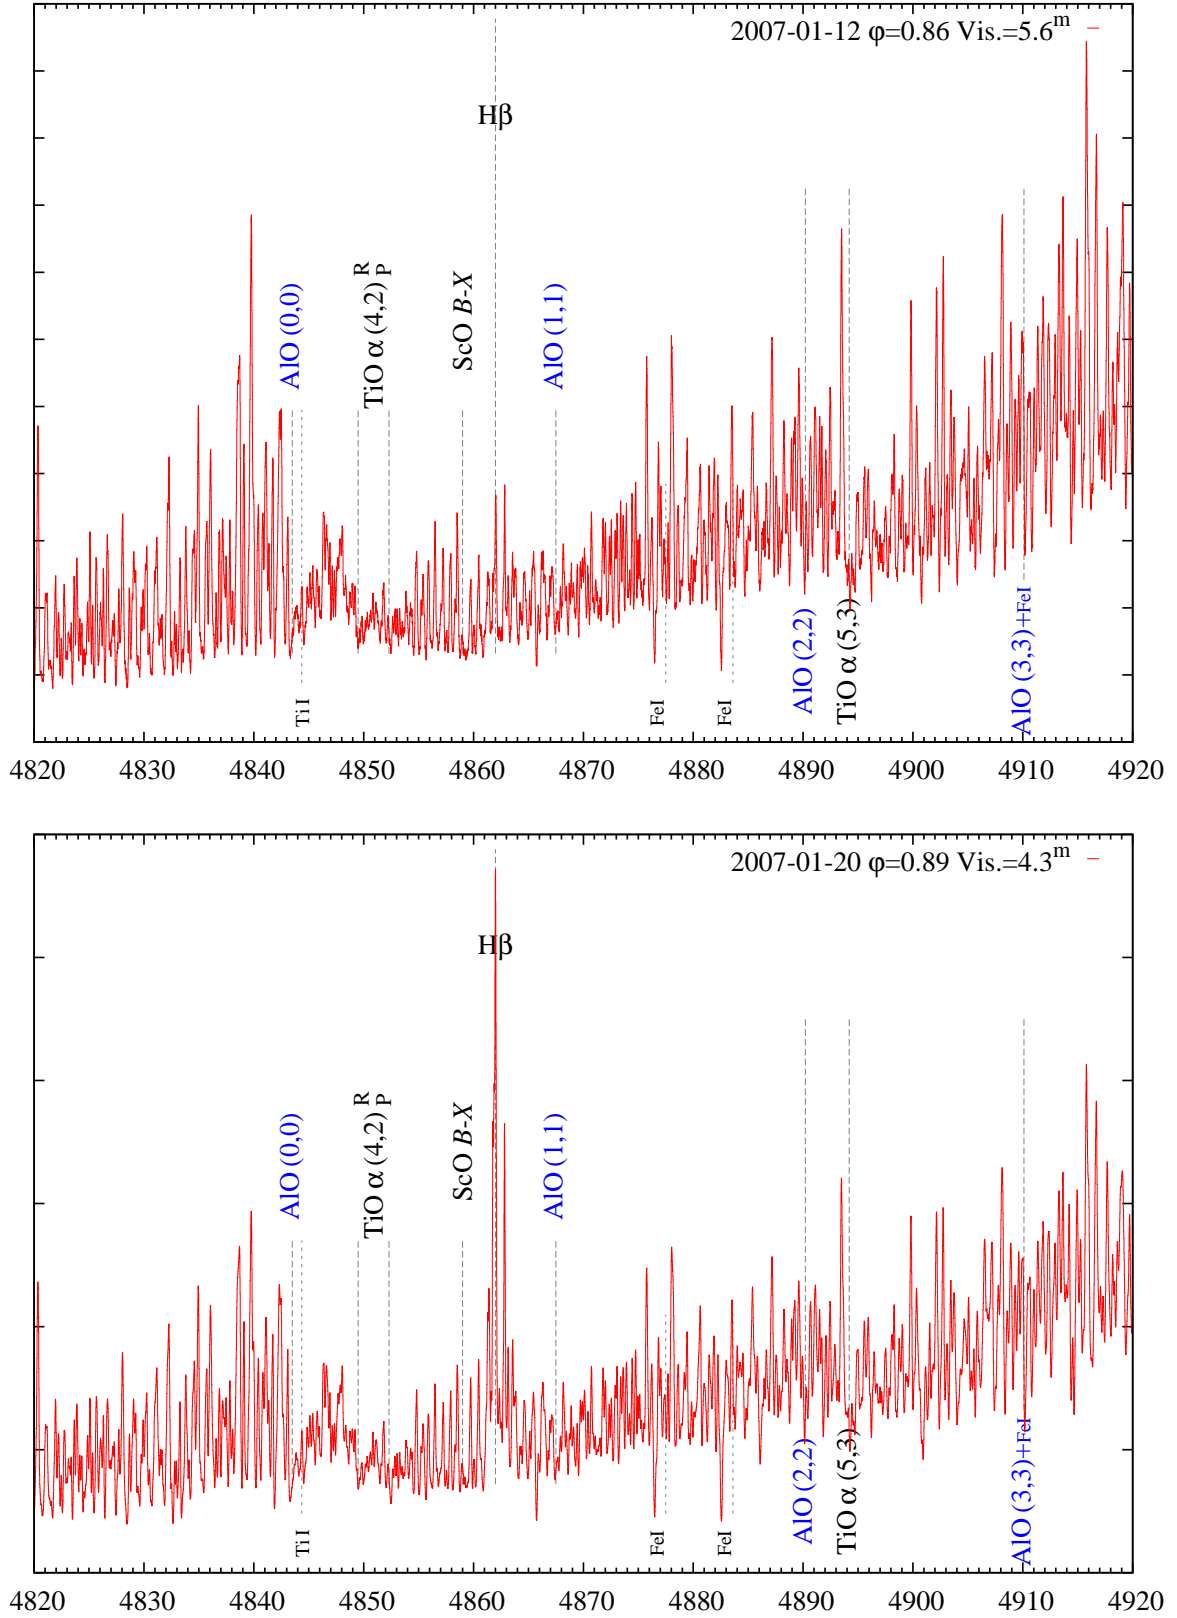 2007-01-12 φ=0.86 Vis.=5.6ᵐ
Hβ
AlO (0,0)
TiO α (4,2) R P
ScO B-X
AlO (1,1)
Ti I
FeI
FeI
AlO (2,2)
TiO α (5,3)
AlO (3,3)+FeI
4820 4830 4840 4850 4860 4870 4880 4890 4900 4910 4920
2007-01-20 φ=0.89 Vis.=4.3ᵐ
Hβ
AlO (0,0)
TiO α (4,2) R P
ScO B-X
AlO (1,1)
Ti I
FeI
FeI
AlO (2,2)
TiO α (5,3)
AlO (3,3)+FeI
4820 4830 4840 4850 4860 4870 4880 4890 4900 4910 4920